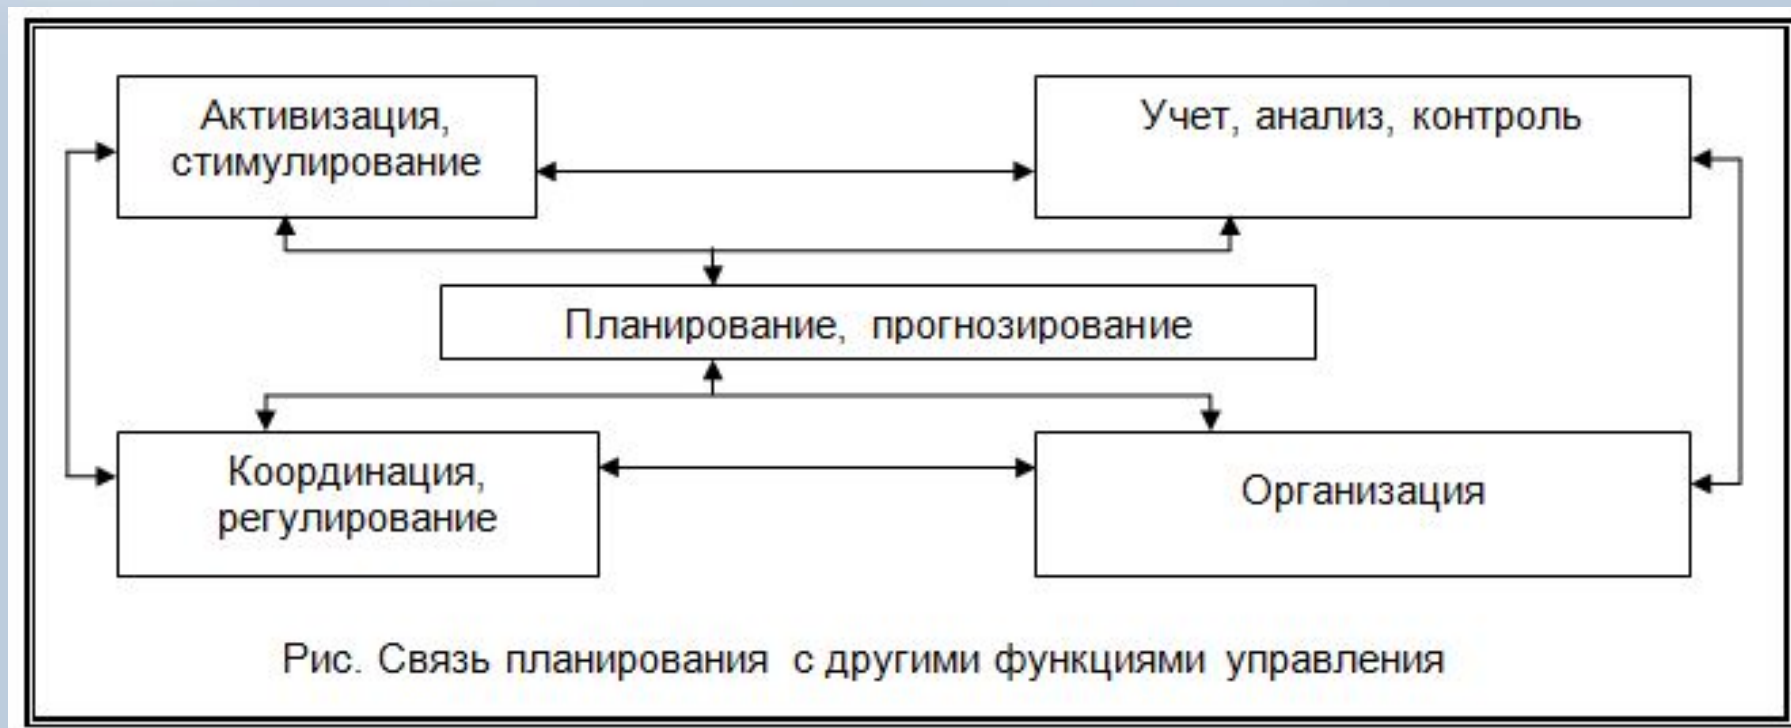 Активизация,
стимулирование
Учет, анализ, контроль
Планирование, прогнозирование
Координация,
регулирование
Организация
Рис. Связь планирования с другими функциями управления